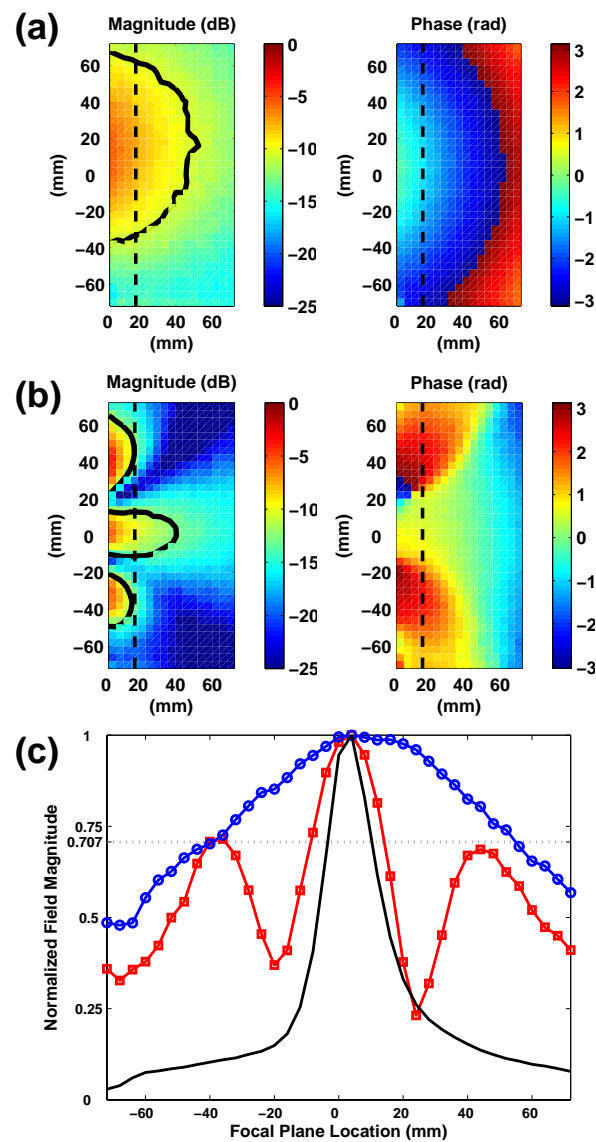 (a)
Magnitude (dB)
Phase (rad)
60
40
20
0
−20
−40
−60
(mm)
0 20 40 60
(mm)
0
−5
−10
−15
−20
−25
60
40
20
0
−20
−40
−60
(mm)
0 20 40 60
(mm)
3
2
1
0
−1
−2
−3
(b)
Magnitude (dB)
Phase (rad)
60
40
20
0
−20
−40
−60
(mm)
0 20 40 60
(mm)
0
−5
−10
−15
−20
−25
60
40
20
0
−20
−40
−60
(mm)
0 20 40 60
(mm)
3
2
1
0
−1
−2
−3
(c)
1
0.75
0.707
0.5
0.25
0
Normalized Field Magnitude
−60 −40 −20 0 20 40 60
Focal Plane Location (mm)